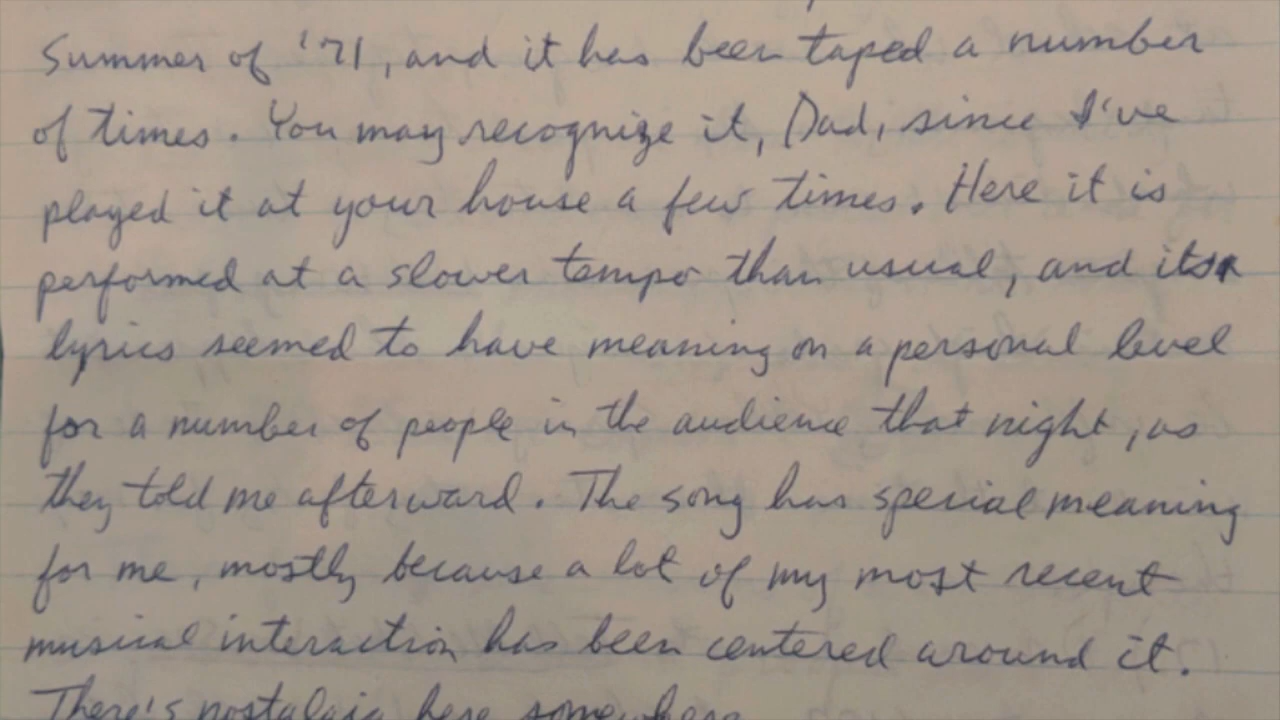 Summer of '71, and it has been taped a number
of times. You may recognize it, Dad, since I've
played it at your house a few times. Here it is
performed at a slower tempo than usual, and its
lyrics seemed to have meaning on a personal level
for a number of people in the audience that night, as
they told me afterward. The song has special meaning
for me, mostly because a lot of my most recent
musical interaction has been centered around it.
There's nostalgia here somewhere